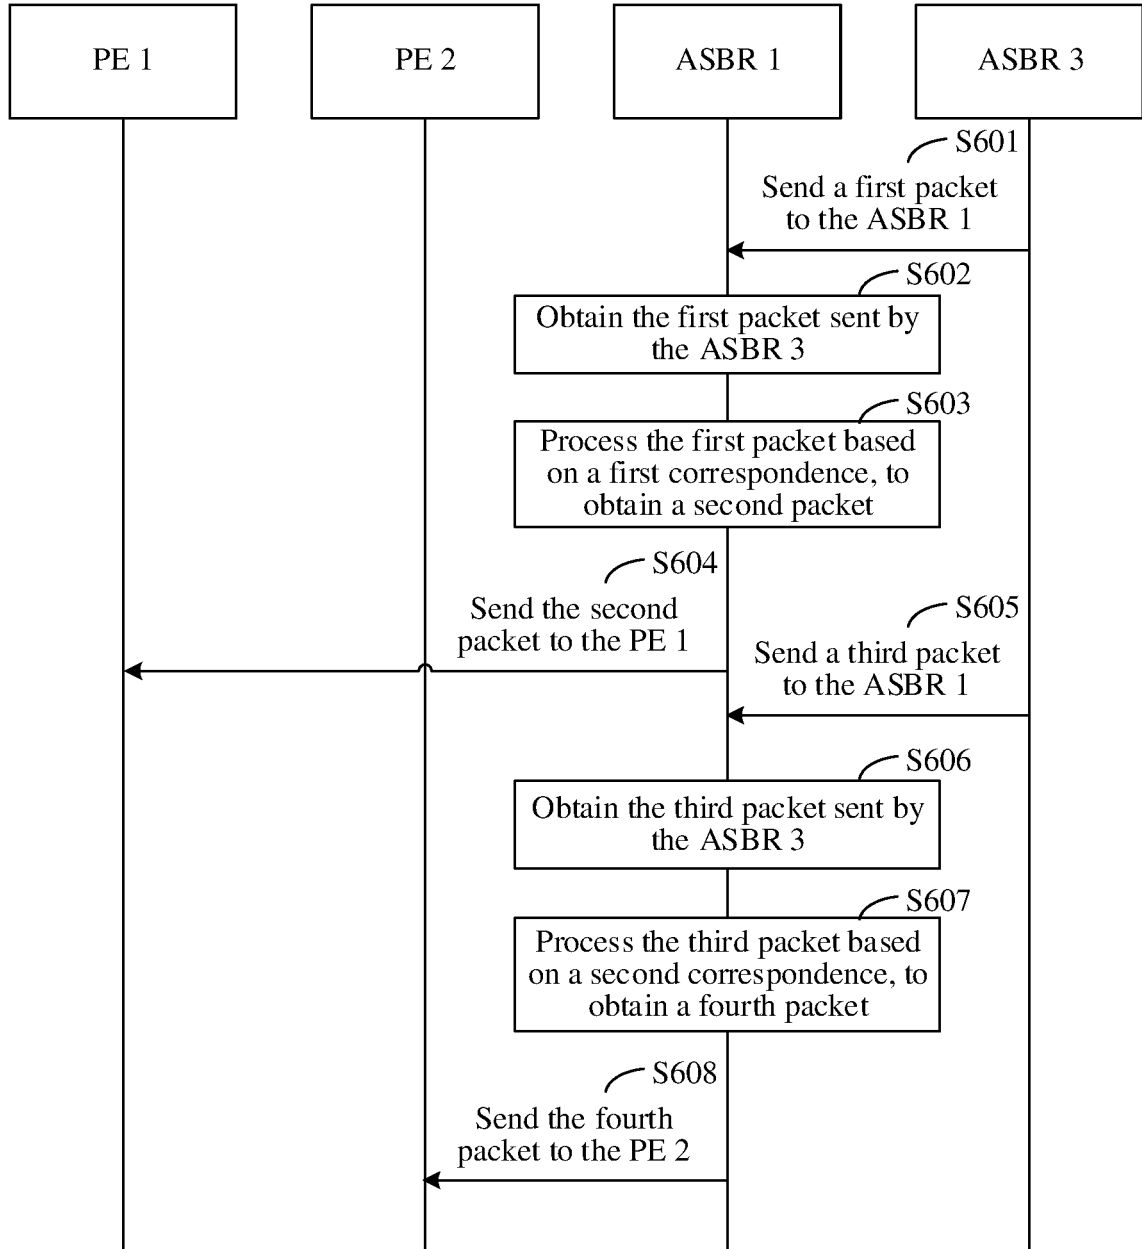 PE 1
PE 2
ASBR 1
ASBR 3
S601
Send a first packet
to the ASBR 1
S602
Obtain the first packet sent by
the ASBR 3
S603
Process the first packet based
on a first correspondence, to
obtain a second packet
S604
Send the second
packet to the PE 1
S605
Send a third packet
to the ASBR 1
S606
Obtain the third packet sent by
the ASBR 3
S607
Process the third packet based
on a second correspondence, to
obtain a fourth packet
S608
Send the fourth
packet to the PE 2